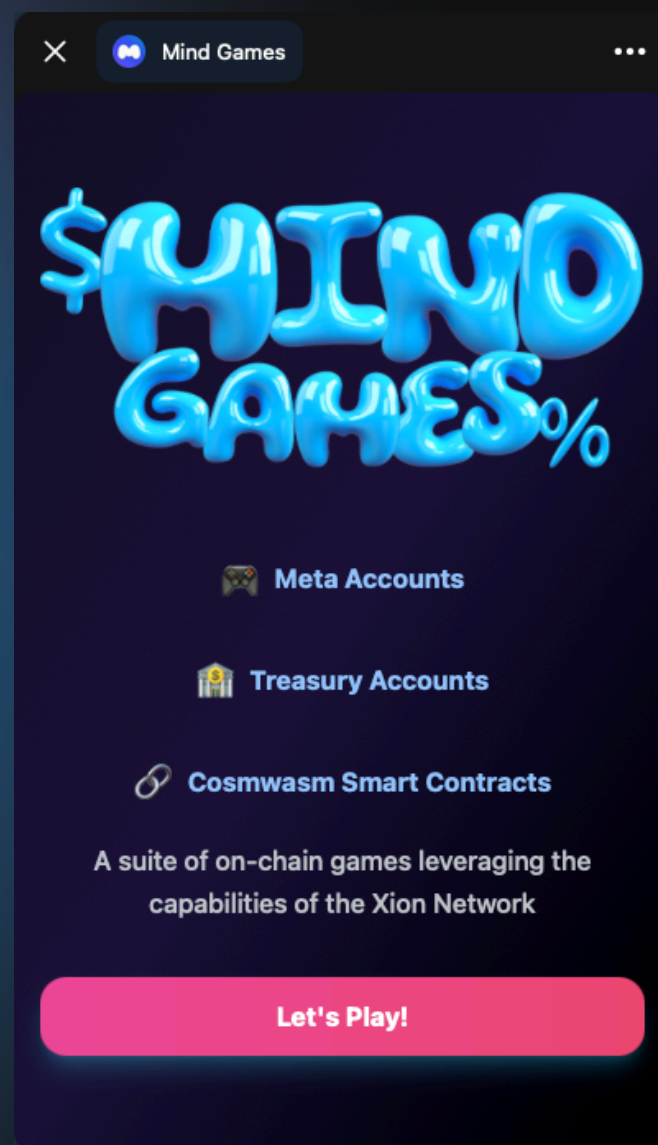 Mind Games
$MIND
GAMES%
Meta Accounts
Treasury Accounts
Cosmwasm Smart Contracts
A suite of on-chain games leveraging the
capabilities of the Xion Network
Let's Play!